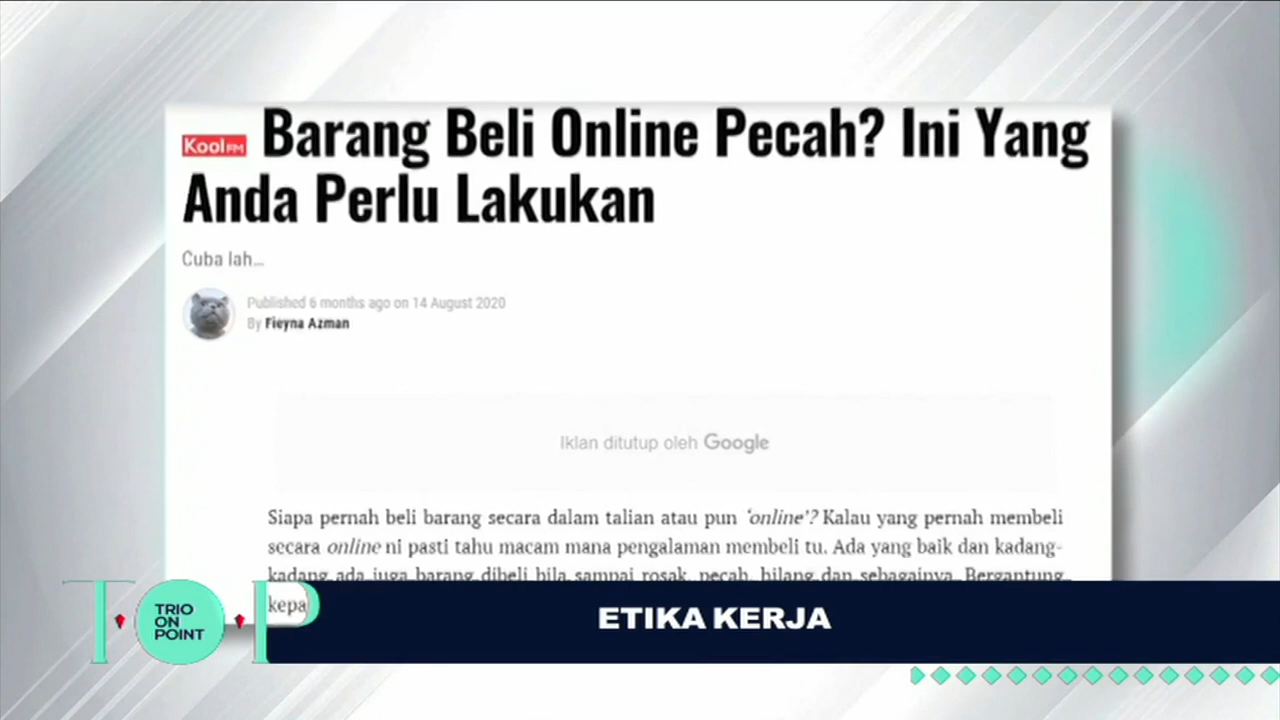 KoolFM Barang Beli Online Pecah? Ini Yang
Anda Perlu Lakukan
Cuba lah...
Published 6 months ago on 14 August 2020
By Fieyna Azman
Iklan ditutup oleh Google
Siapa pernah beli barang secara dalam talian atau pun ‘online’? Kalau yang pernah membeli
secara online ni pasti tahu macam mana pengalaman membeli tu. Ada yang baik dan kadang-
kadang ada juga barang dibeli bila sampai rosak, pecah, hilang dan sebagainya. Bergantung
kepa
T P
TRIO
ON
POINT
ETIKA KERJA